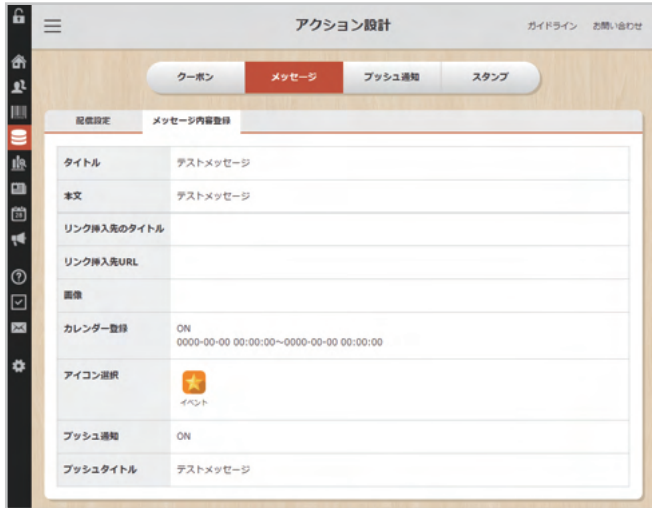 アクション設計
ガイドライン お問い合わせ
クーポン メッセージ プッシュ通知 スタンプ
配信設定 メッセージ内容登録
タイトル テストメッセージ
本文 テストメッセージ
リンク挿入先のタイトル
リンク挿入先URL
画像
カレンダー登録 ON
0000-00-00 00:00:00～0000-00-00 00:00:00
アイコン選択
イベント
プッシュ通知 ON
プッシュタイトル テストメッセージ